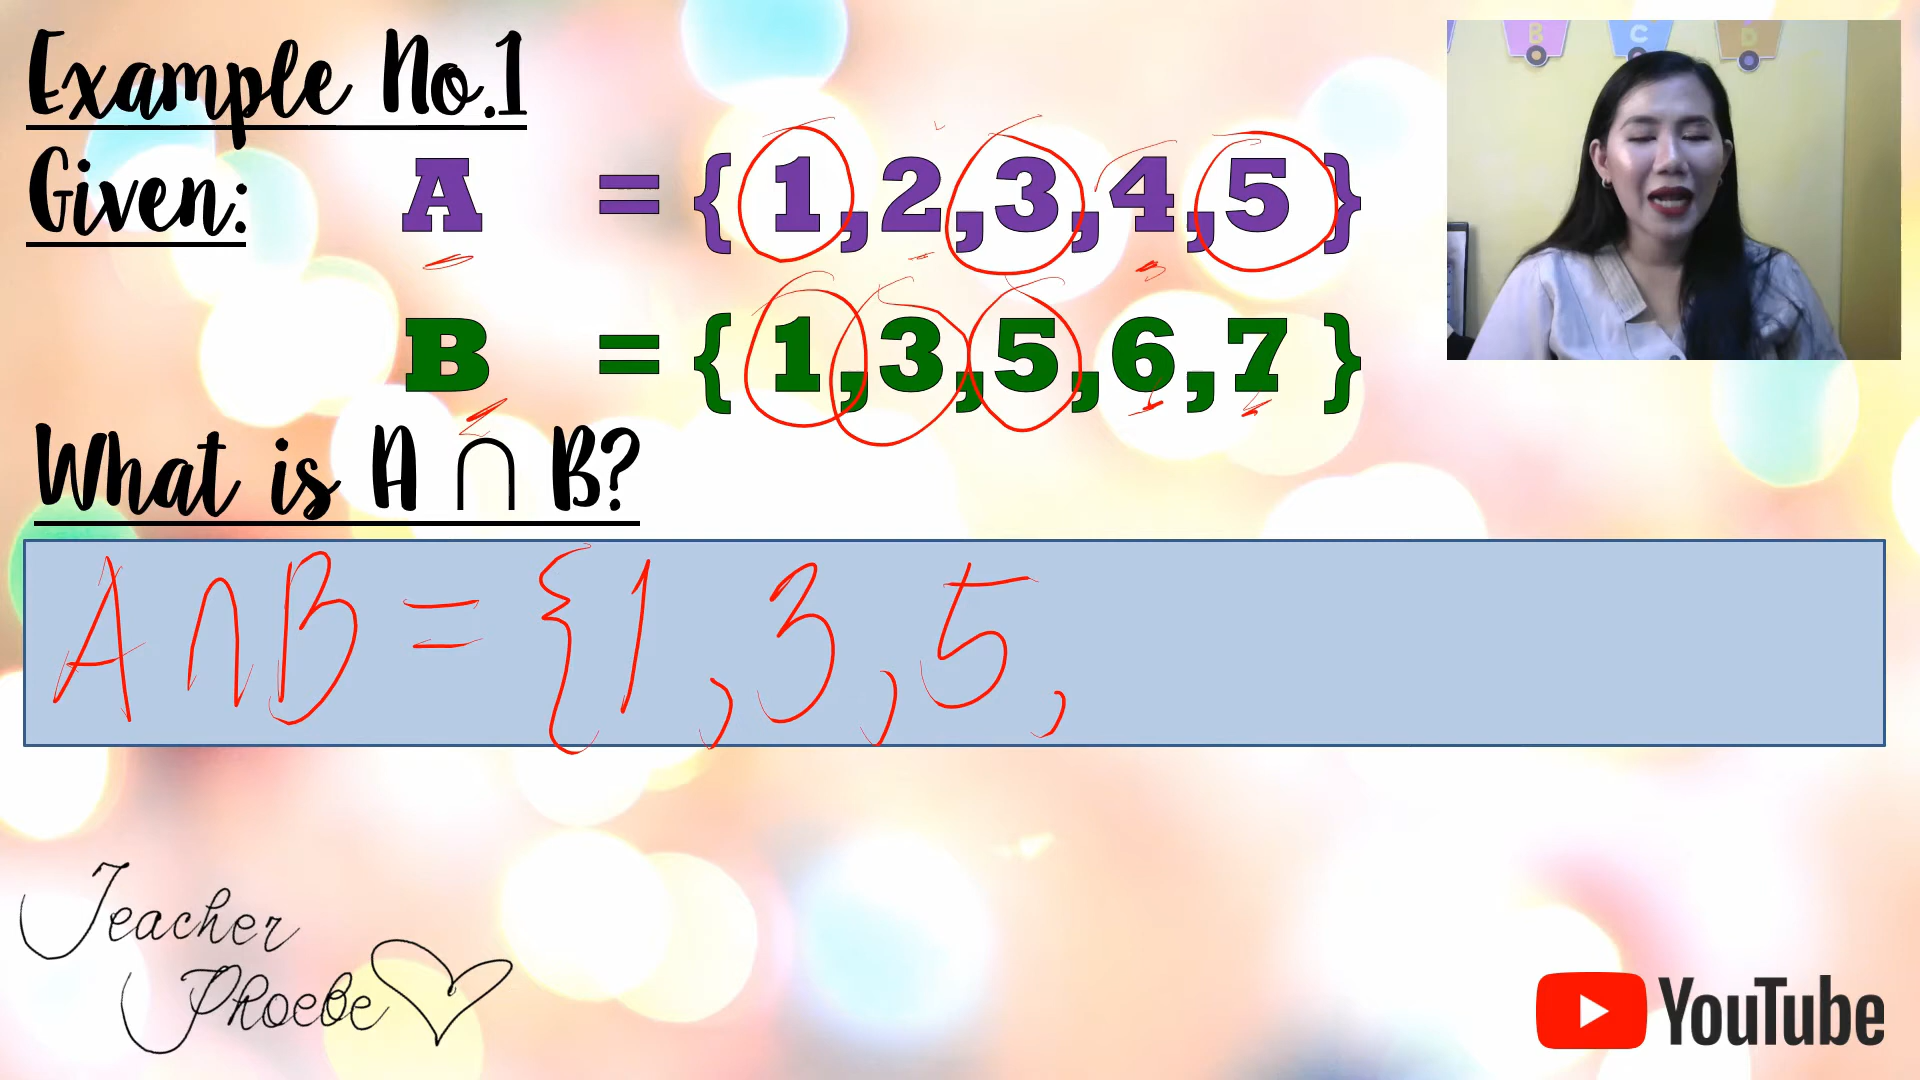 Example No.1
Given: A = { 1,2,3,4,5 }
B = { 1,3,5,6,7 }
What is A ∩ B?
A ∩ B = {1, 3, 5,
Teacher
PHoeBe
YouTube
B C D